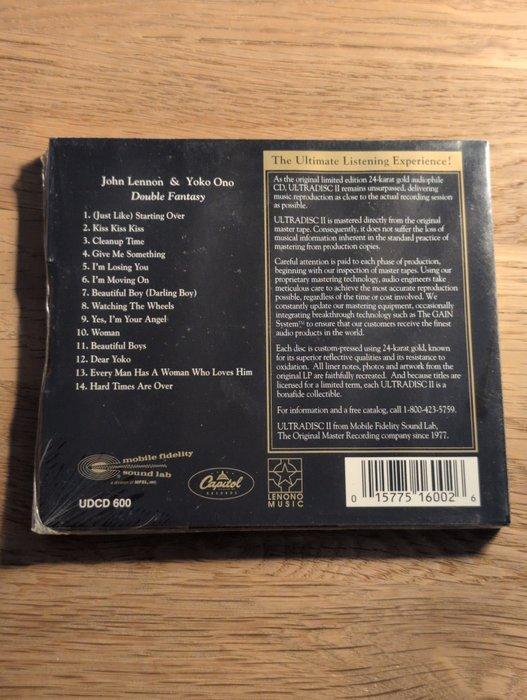 John Lennon & Yoko Ono
Double Fantasy
1. (Just Like) Starting Over
2. Kiss Kiss Kiss
3. Cleanup Time
4. Give Me Something
5. I'm Losing You
6. I'm Moving On
7. Beautiful Boy (Darling Boy)
8. Watching The Wheels
9. Yes, I'm Your Angel
10. Woman
11. Beautiful Boys
12. Dear Yoko
13. Every Man Has A Woman Who Loves Him
14. Hard Times Are Over
The Ultimate Listening Experience!
As the original limited edition 24-karat gold audiophile
CD, ULTRADISC II remains unsurpassed, delivering
music reproduction as close to the actual recording session
as possible.
ULTRADISC II is mastered directly from the original
master tape. Consequently, it does not suffer the loss of
musical information inherent in the standard practice of
mastering from production copies.
Careful attention is paid to each phase of production,
beginning with our inspection of master tapes. Using our
proprietary mastering technology, audio engineers take
meticulous care to achieve the most accurate reproduction
possible, regardless of the time or cost involved. We
constantly update our mastering equipment, occasionally
integrating breakthrough technology such as The GAIN
System™ to ensure that our customers receive the finest
audio products in the world.
Each disc is custom-pressed using 24-karat gold, known
for its superior reflective qualities and its resistance to
oxidation. All liner notes, photos and artwork from the
original LP are faithfully recreated. And because titles are
licensed for a limited term, each ULTRADISC II is a
bonafide collectible.
For information and a free catalog, call 1-800-423-5759.
ULTRADISC II from Mobile Fidelity Sound Lab,
The Original Master Recording company since 1977.
mobile fidelity
sound lab
a division of MFSL, inc.
UDCD 600
Capitol
RECORDS
LENONO
MUSIC
0 15775 16002 6